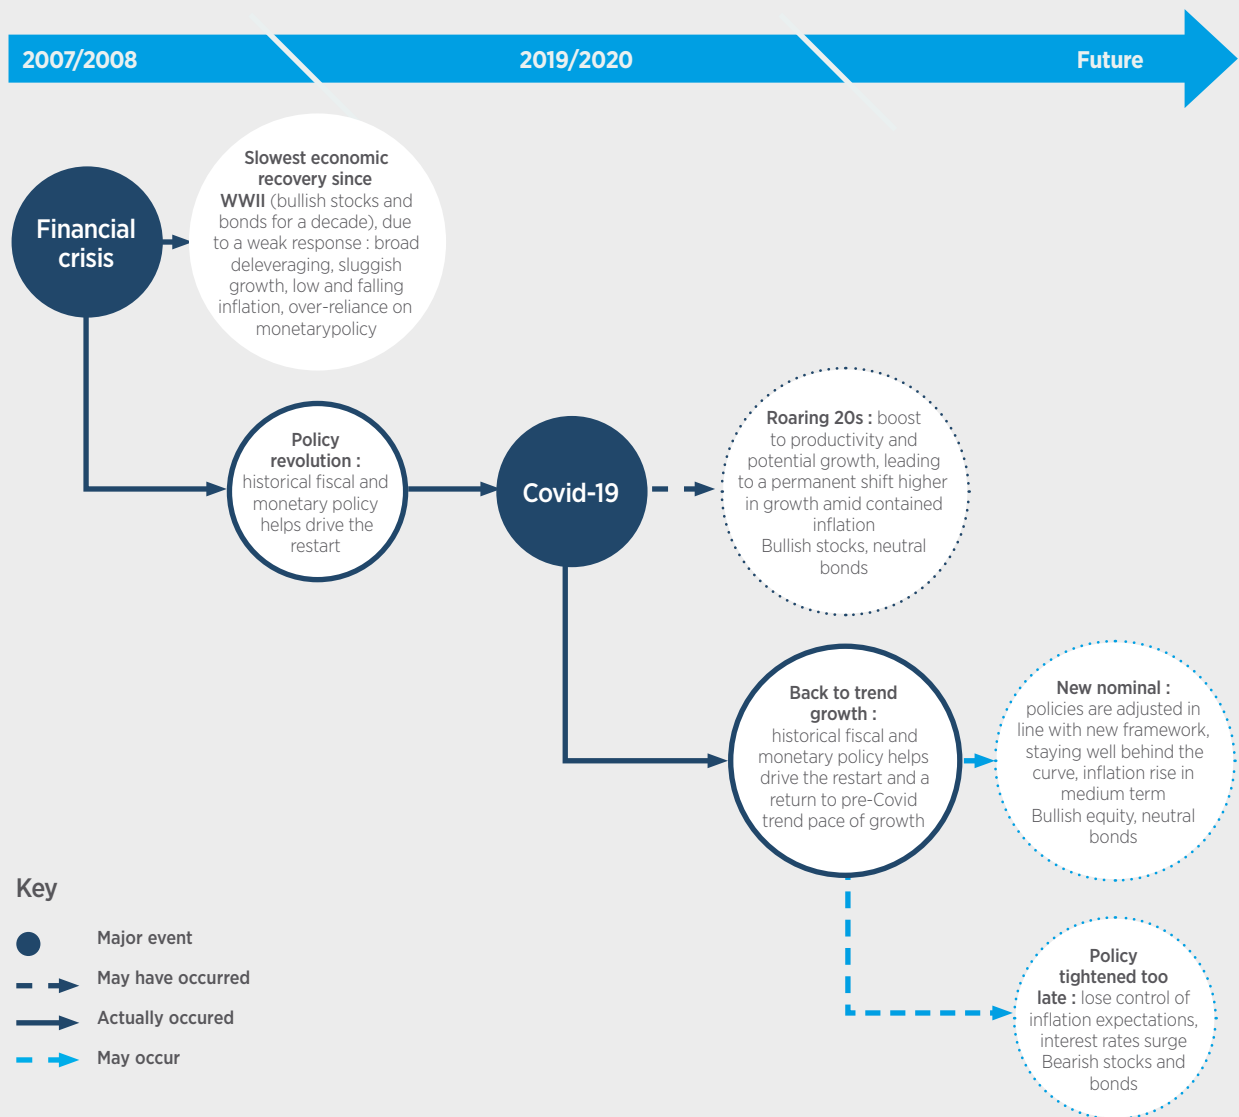 2007/2008
2019/2020
Future
Financial
crisis
Slowest economic
recovery since
WWII (bullish stocks and
bonds for a decade), due
to a weak response : broad
deleveraging, sluggish
growth, low and falling
inflation, over-reliance on
monetarypolicy
Policy
revolution :
historical fiscal and
monetary policy
helps drive the
restart
Covid-19
Roaring 20s : boost
to productivity and
potential growth, leading
to a permanent shift higher
in growth amid contained
inflation
Bullish stocks, neutral
bonds
Back to trend
growth :
historical fiscal and
monetary policy helps
drive the restart and a
return to pre-Covid
trend pace of growth
New nominal :
policies are adjusted in
line with new framework,
staying well behind the
curve, inflation rise in
medium term
Bullish equity, neutral
bonds
Policy
tightened too
late : lose control of
inflation expectations,
interest rates surge
Bearish stocks and
bonds
Key
Major event
May have occurred
Actually occured
May occur